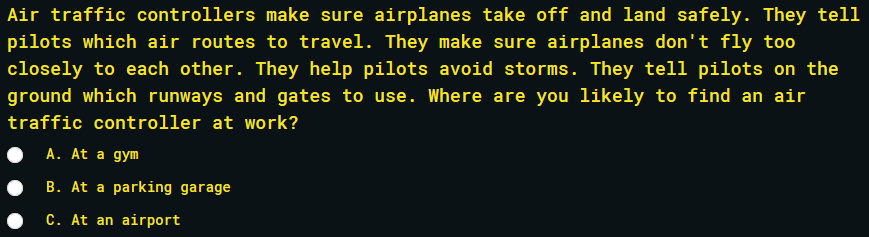 Air traffic controllers make sure airplanes take off and land safely. They tell
pilots which air routes to travel. They make sure airplanes don't fly too
closely to each other. They help pilots avoid storms. They tell pilots on the
ground which runways and gates to use. Where are you likely to find an air
traffic controller at work?
A. At a gym
B. At a parking garage
C. At an airport